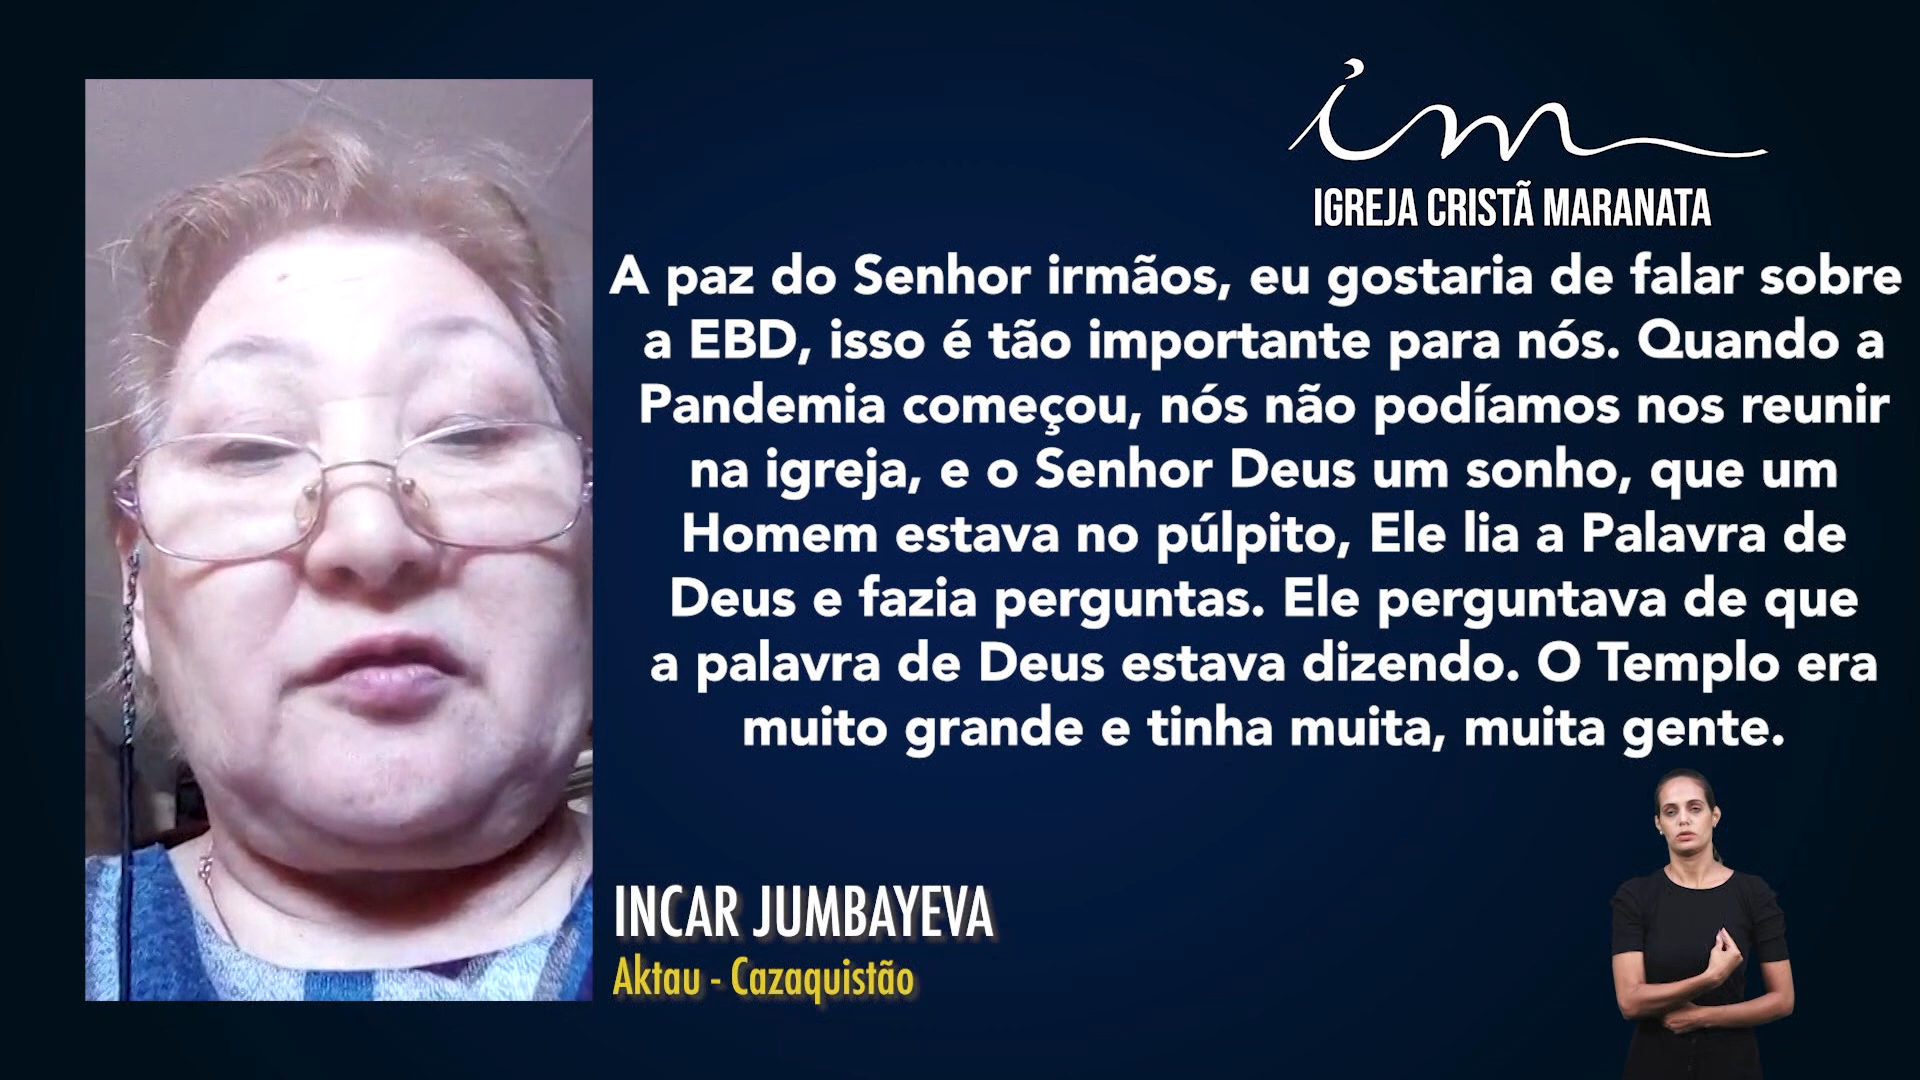 im
IGREJA CRISTÃ MARANATA
A paz do Senhor irmãos, eu gostaria de falar sobre
a EBD, isso é tão importante para nós. Quando a
Pandemia começou, nós não podíamos nos reunir
na igreja, e o Senhor Deus um sonho, que um
Homem estava no púlpito, Ele lia a Palavra de
Deus e fazia perguntas. Ele perguntava de que
a palavra de Deus estava dizendo. O Templo era
muito grande e tinha muita, muita gente.
INCAR JUMBAYEVA
Aktau - Cazaquistão